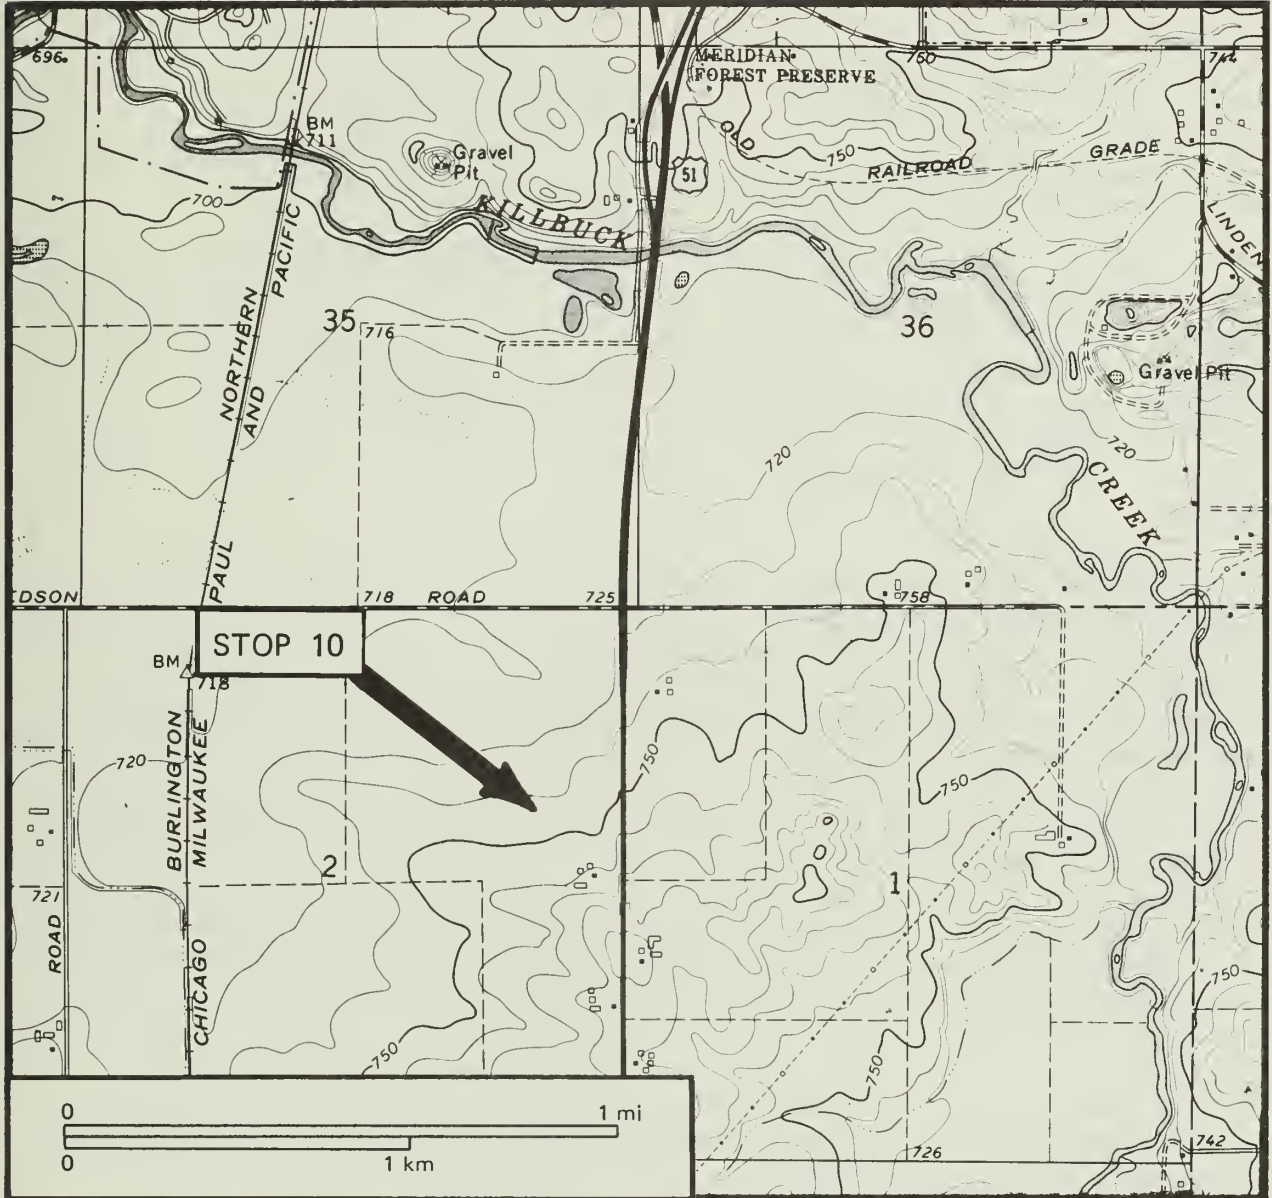 696
MERIDIAN
FOREST PRESERVE
750
744
BM
711
Gravel
Pit
OLD
750
RAILROAD
GRADE
51
700
KILLBUCK
LINDEN
NORTHERN
AND
PACIFIC
35
716
36
Gravel Pit
720
720
CREEK
PAUL
EDSON
718
ROAD
725
758
STOP 10
BM
718
BURLINGTON
MILWAUKEE
720
750
750
2
1
721
ROAD
CHICAGO
750
750
750
726
742
0
1 mi
0
1 km